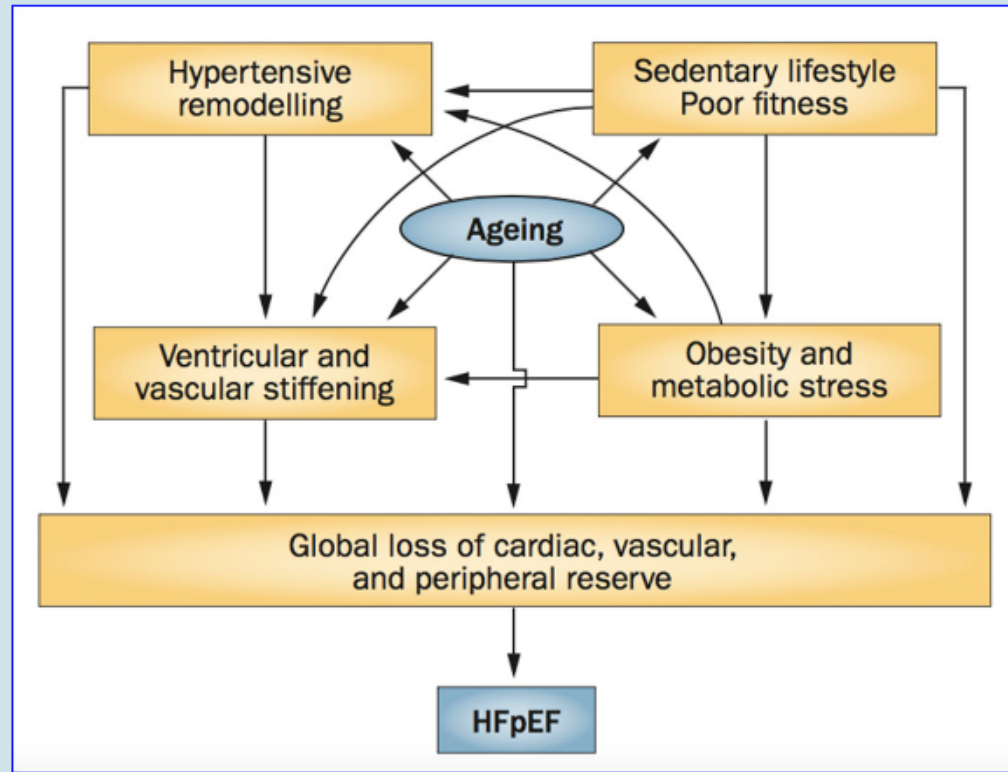 Hypertensive
remodelling
Sedentary lifestyle
Poor fitness
Ageing
Ventricular and
vascular stiffening
Obesity and
metabolic stress
Global loss of cardiac, vascular,
and peripheral reserve
HFpEF